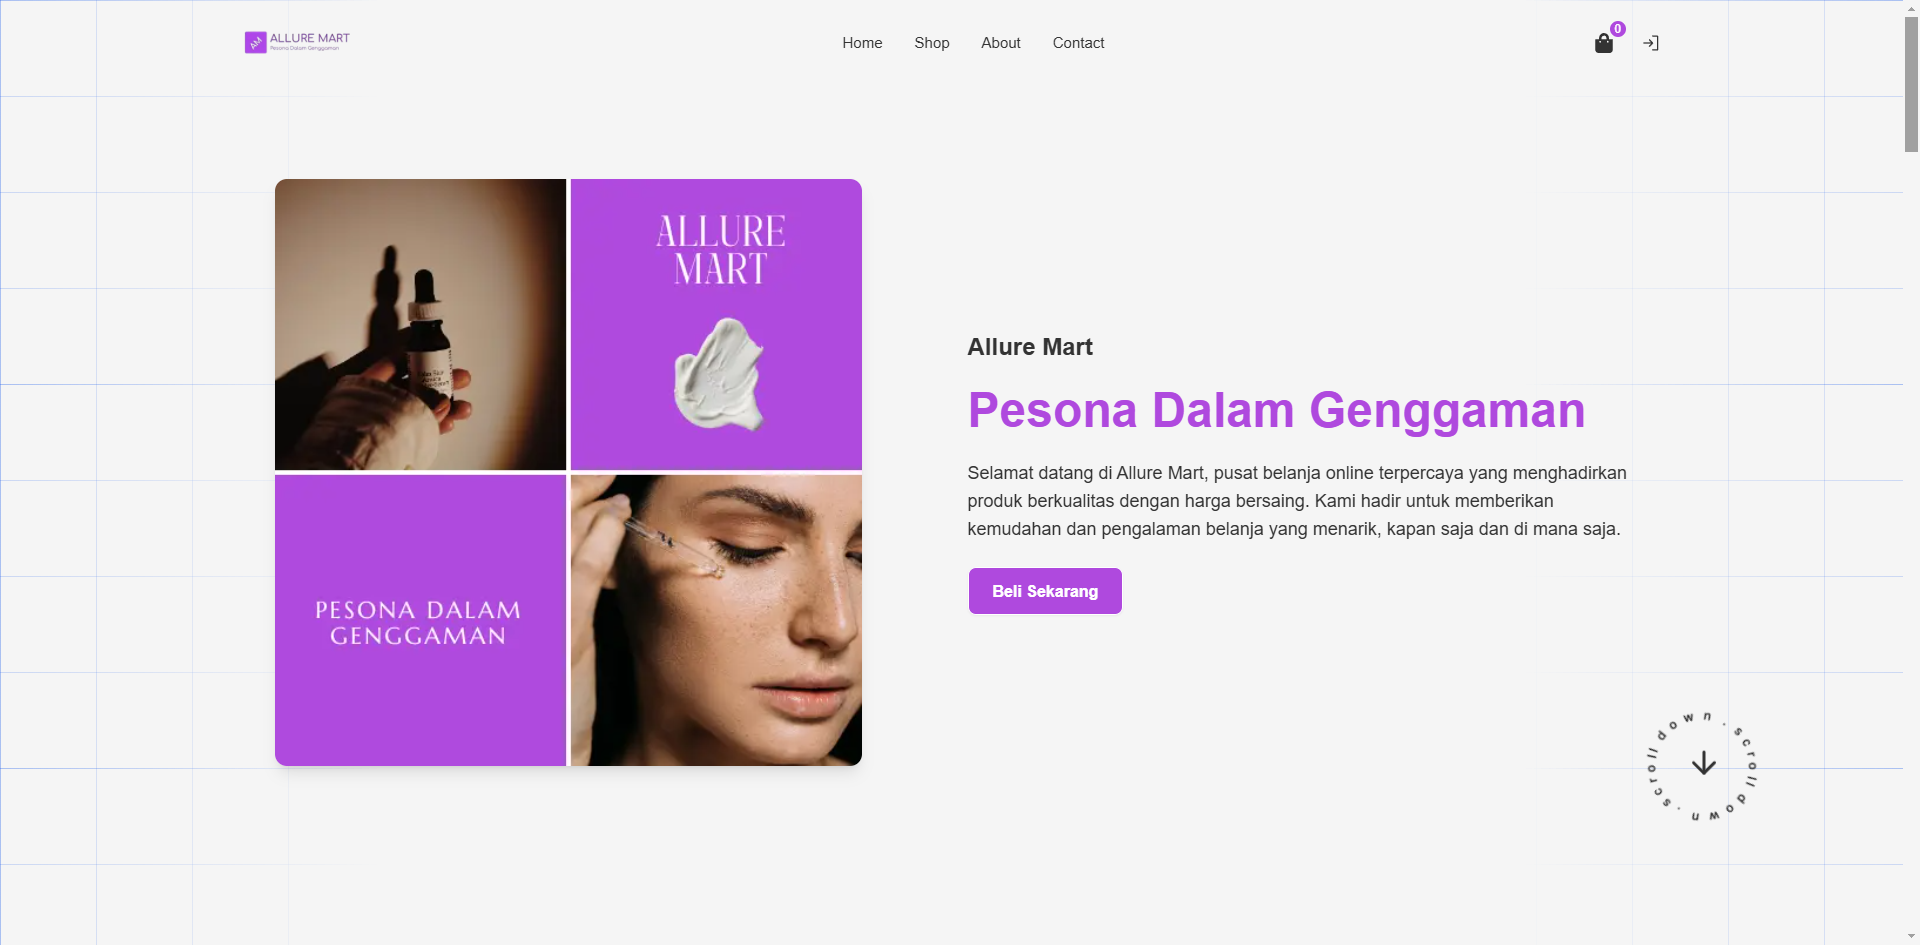 AM
ALLURE MART
Pesona Dalam Genggaman
Home
Shop
About
Contact
0
ALLURE
MART
PESONA DALAM
GENGGAMAN
Allure Mart
Pesona Dalam Genggaman
Selamat datang di Allure Mart, pusat belanja online terpercaya yang menghadirkan
produk berkualitas dengan harga bersaing. Kami hadir untuk memberikan
kemudahan dan pengalaman belanja yang menarik, kapan saja dan di mana saja.
Beli Sekarang
scroll down . scroll down .